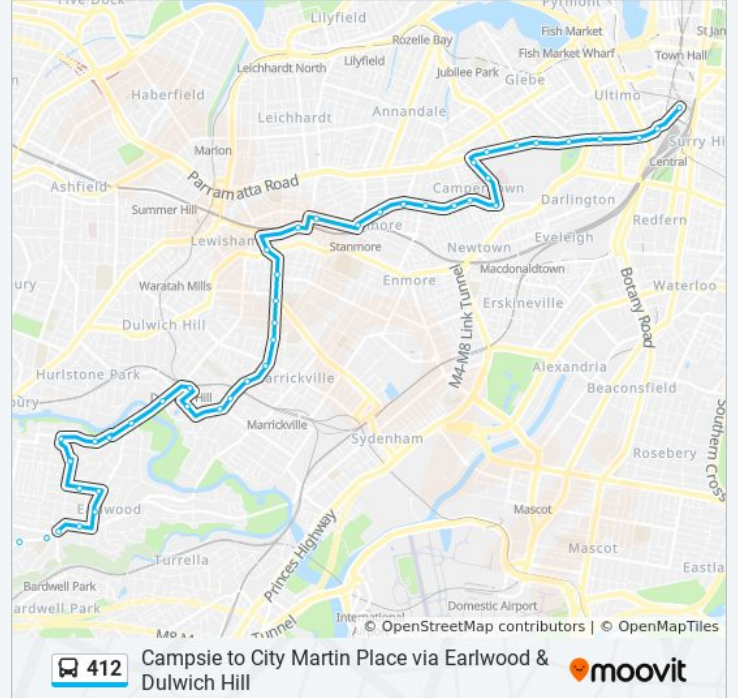 Five Dock
Lilyfield
Pyrmont
Rozelle Bay
Fish Market
St Jam
Leichhardt North
Lilyfield
Fish Market Wharf
Town Hall
Jubilee Park
Glebe
Haberfield
Ultimo
Leichhardt
Annandale
Surry Hi
Marion
Central
Parramatta Road
Ashfield
Camperdown
Darlington
Summer Hill
Redfern
Lewisham
Stanmore
Newtown
Eveleigh
Macdonaldtown
Waratah Mills
Enmore
Botany Road
Waterloo
ury
Erskineville
M4-M8 Link Tunnel
Dulwich Hill
Alexandria
Hurlstone Park
Marrickville
Beaconsfield
bury
Hill
Marrickville
Sydenham
Southern Cross
Rosebery
Earlwood
Mascot
Princes Highway
Turrella
Mascot
Bardwell Park
Eastla
ardwell Park
Domestic Airport
International
Tunnel
© OpenStreetMap contributors | © OpenMapTiles
412
Campsie to City Martin Place via Earlwood &
Dulwich Hill
moovit